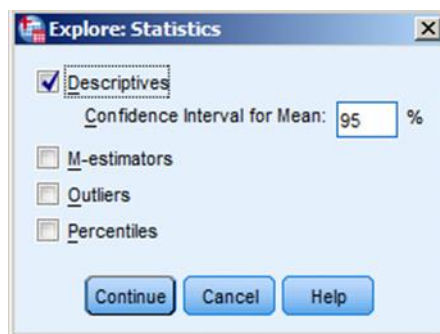 Explore: Statistics
Descriptives
Confidence Interval for Mean: 95 %
M-estimators
Outliers
Percentiles
Continue Cancel Help